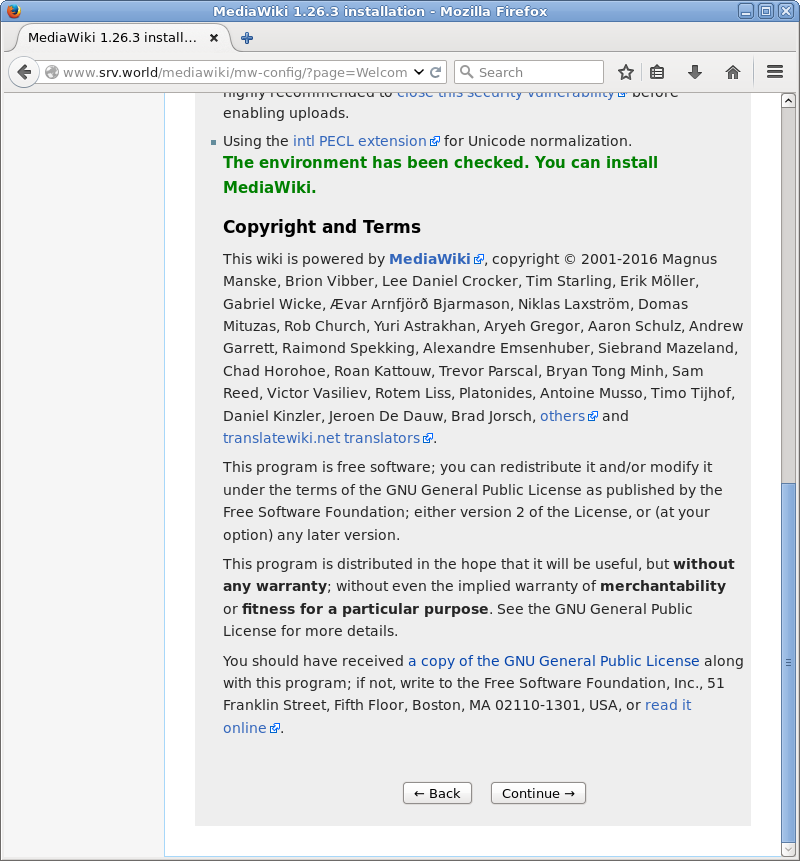 MediaWiki 1.26.3 installation - Mozilla Firefox
MediaWiki 1.26.3 install...
www.srv.world/mediawiki/mw-config/?page=Welcom
Search
highly recommended to close this security vulnerability before
enabling uploads.
Using the intl PECL extension for Unicode normalization.
The environment has been checked. You can install
MediaWiki.
Copyright and Terms
This wiki is powered by MediaWiki, copyright © 2001-2016 Magnus
Manske, Brion Vibber, Lee Daniel Crocker, Tim Starling, Erik Möller,
Gabriel Wicke, Ævar Arnfjörð Bjarmason, Niklas Laxström, Domas
Mituzas, Rob Church, Yuri Astrakhan, Aryeh Gregor, Aaron Schulz, Andrew
Garrett, Raimond Spekking, Alexandre Emsenhuber, Siebrand Mazeland,
Chad Horohoe, Roan Kattouw, Trevor Parscal, Bryan Tong Minh, Sam
Reed, Victor Vasiliev, Rotem Liss, Platonides, Antoine Musso, Timo Tijhof,
Daniel Kinzler, Jeroen De Dauw, Brad Jorsch, others and
translatewiki.net translators.
This program is free software; you can redistribute it and/or modify it
under the terms of the GNU General Public License as published by the
Free Software Foundation; either version 2 of the License, or (at your
option) any later version.
This program is distributed in the hope that it will be useful, but without
any warranty; without even the implied warranty of merchantability
or fitness for a particular purpose. See the GNU General Public
License for more details.
You should have received a copy of the GNU General Public License along
with this program; if not, write to the Free Software Foundation, Inc., 51
Franklin Street, Fifth Floor, Boston, MA 02110-1301, USA, or read it
online.
← Back
Continue →